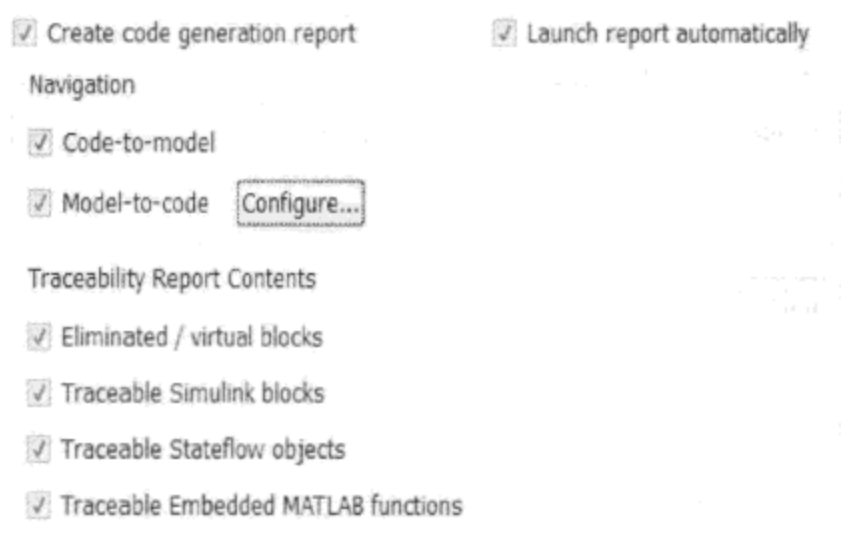 Create code generation report Launch report automatically
Navigation
Code-to-model
Model-to-code Configure...
Traceability Report Contents
Eliminated / virtual blocks
Traceable Simulink blocks
Traceable Stateflow objects
Traceable Embedded MATLAB functions